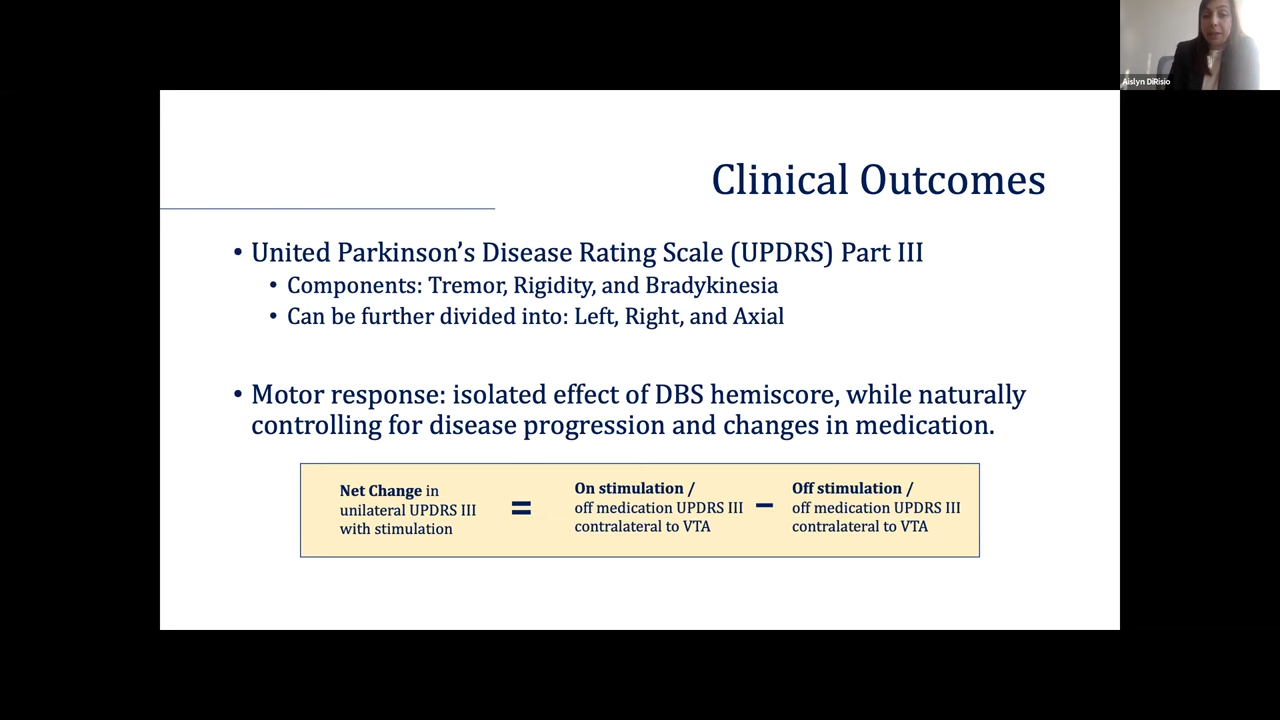 Aislyn DiRisio
Clinical Outcomes
• United Parkinson's Disease Rating Scale (UPDRS) Part III
• Components: Tremor, Rigidity, and Bradykinesia
• Can be further divided into: Left, Right, and Axial
• Motor response: isolated effect of DBS hemiscore, while naturally
controlling for disease progression and changes in medication.
Net Change in
unilateral UPDRS III
with stimulation
=
On stimulation /
off medication UPDRS III
contralateral to VTA
–
Off stimulation /
off medication UPDRS III
contralateral to VTA